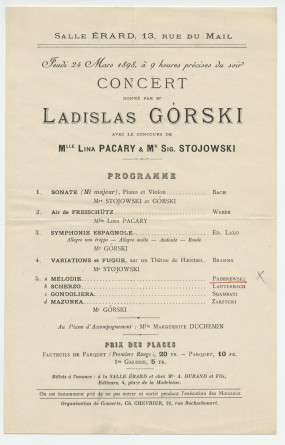 SALLE ÉRARD, 13, RUE DU MAIL
Jeudi 24 Mars 1898, à 9 heures précises du soir
CONCERT
DONNÉ PAR Mr
LADISLAS GÓRSKI
AVEC LE CONCOURS DE
MLLE LINA PACARY & MR SIG. STOJOWSKI
PROGRAMME
1. SONATE (Mi majeur), Piano et Violon BACH
Mrs STOJOWSKI et GÓRSKI
2. Air de FREISCHÜTZ WEBER
Mlle LINA PACARY
3. SYMPHONIE ESPAGNOLE ED. LALO
Allegro non troppo — Allegro molto — Andante — Rondo
Mr GÓRSKI
4. VARIATIONS et FUGUE, sur un Thème de HAENDEL BRAHMS
Mr STOJOWSKI
5. a MÉLODIE PADEREWSKI
b SCHERZO LAUTERBACH
c GONDOLIERA SGAMBATI
d MAZURKA ZARZYCKI
Mr GÓRSKI
Au Piano d'Accompagnement : Mlle MARGUERITE DUCHEMIN
PRIX DES PLACES
FAUTEUILS DE PARQUET (Premiers Rangs), 20 FR. — PARQUET, 10 FR.
1re GALERIE, 5 FR.
Billets à l'avance : à la SALLE ÉRARD et chez Mrs A. DURAND et Fils,
Éditeurs, 4, place de la Madeleine.
On est instamment prié de ne pas entrer ni sortir pendant l'exécution des Morceaux
Organisation de Concerts, Ch. CHEVRIER, 22, rue Rochechouart.